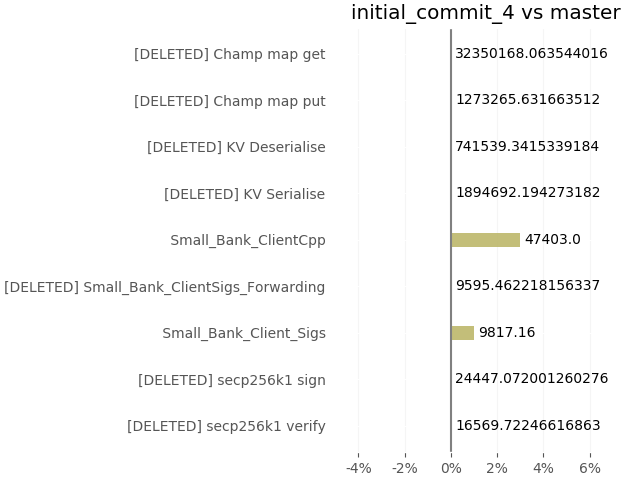 initial_commit_4 vs master
[DELETED] Champ map get 32350168.063544016
[DELETED] Champ map put 1273265.631663512
[DELETED] KV Deserialise 741539.3415339184
[DELETED] KV Serialise 1894692.194273182
Small_Bank_ClientCpp 47403.0
[DELETED] Small_Bank_ClientSigs_Forwarding 9595.462218156337
Small_Bank_Client_Sigs 9817.16
[DELETED] secp256k1 sign 24447.072001260276
[DELETED] secp256k1 verify 16569.72246616863
-4% -2% 0% 2% 4% 6%